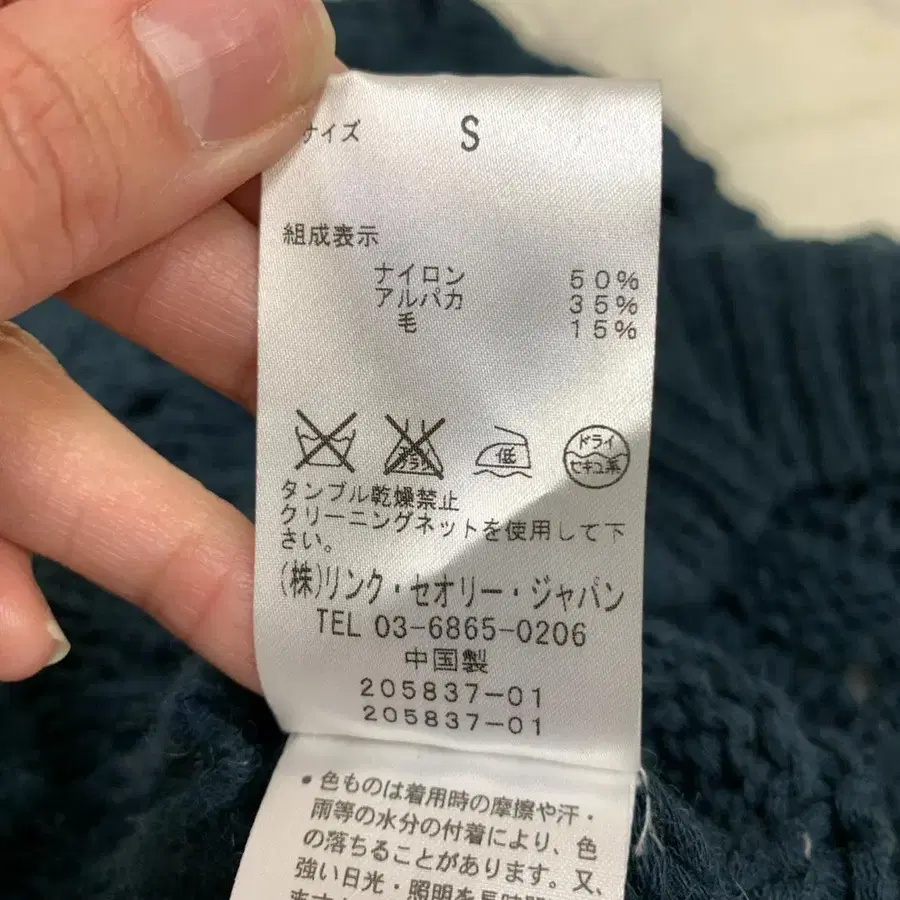 サイズ S
組成表示
ナイロン 50%
アルパカ 35%
毛 15%
エンソサラシ
低
ドライ
セキユ系
タンブル乾燥禁止
クリーニングネットを使用して下
さい。
(株)リンク・セオリー・ジャパン
TEL 03-6865-0206
中国製
205837-01
205837-01
• 色ものは着用時の摩擦や汗・
雨等の水分の付着により、色
の落ちることがあります。又、
強い日光・照明を長時間